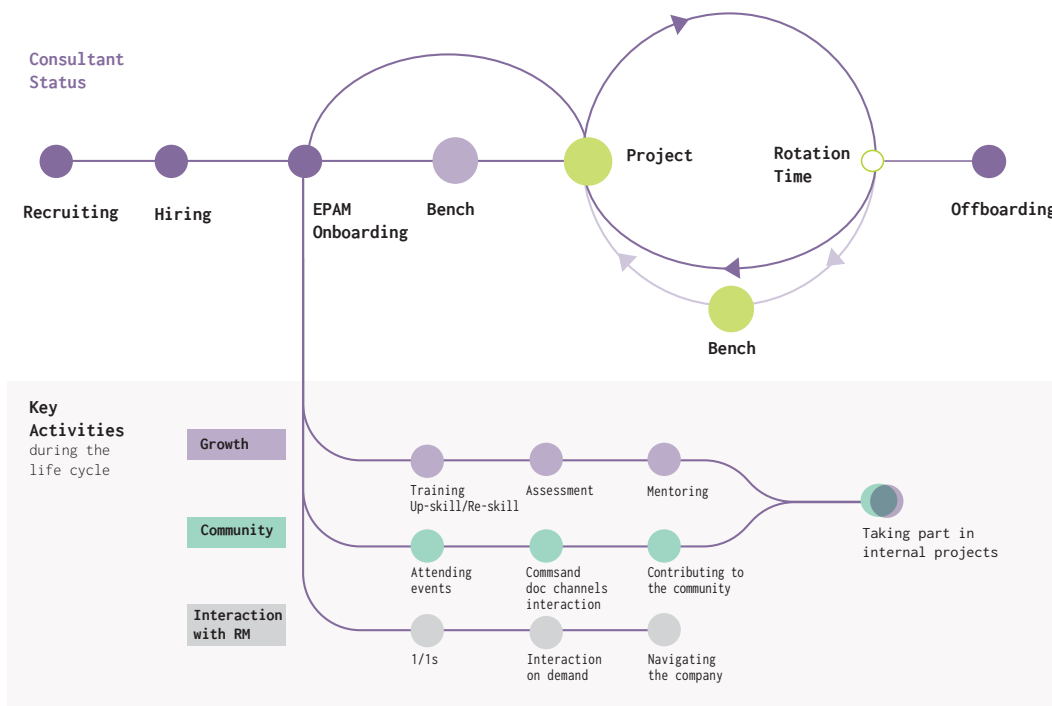 Consultant
Status
Recruiting
Hiring
EPAM
Onboarding
Bench
Project
Rotation
Time
Offboarding
Bench
Key
Activities
during the
life cycle
Growth
Training
Up-skill/Re-skill
Assessment
Mentoring
Community
Attending
events
Commsand
doc channels
interaction
Contributing to
the community
Taking part in
internal projects
Interaction
with RM
1/1s
Interaction
on demand
Navigating
the company